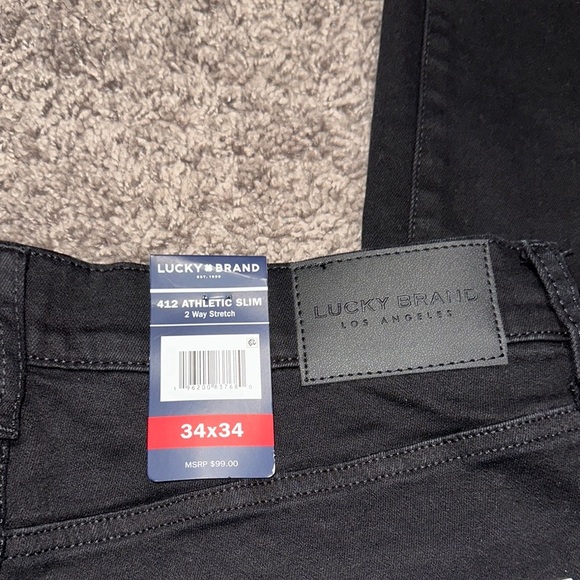 LUCKY BRAND
EST. 1990
412 ATHLETIC SLIM
2 Way Stretch
34x34
MSRP $99.00
LUCKY BRAND
LOS ANGELES